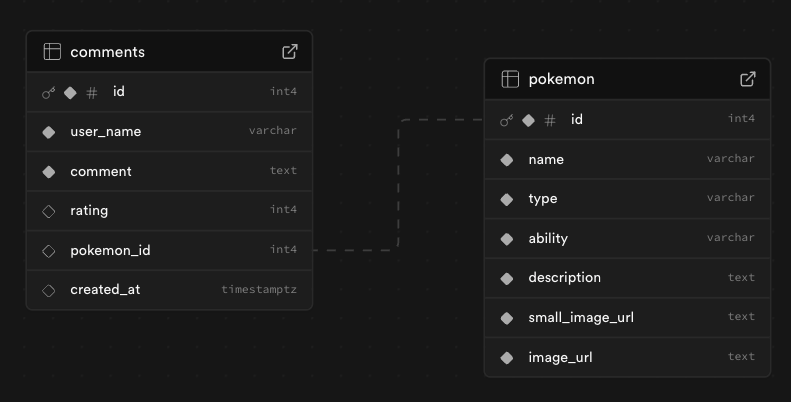 comments
# id int4
user_name varchar
comment text
rating int4
pokemon_id int4
created_at timestamptz
pokemon
# id int4
name varchar
type varchar
ability varchar
description text
small_image_url text
image_url text